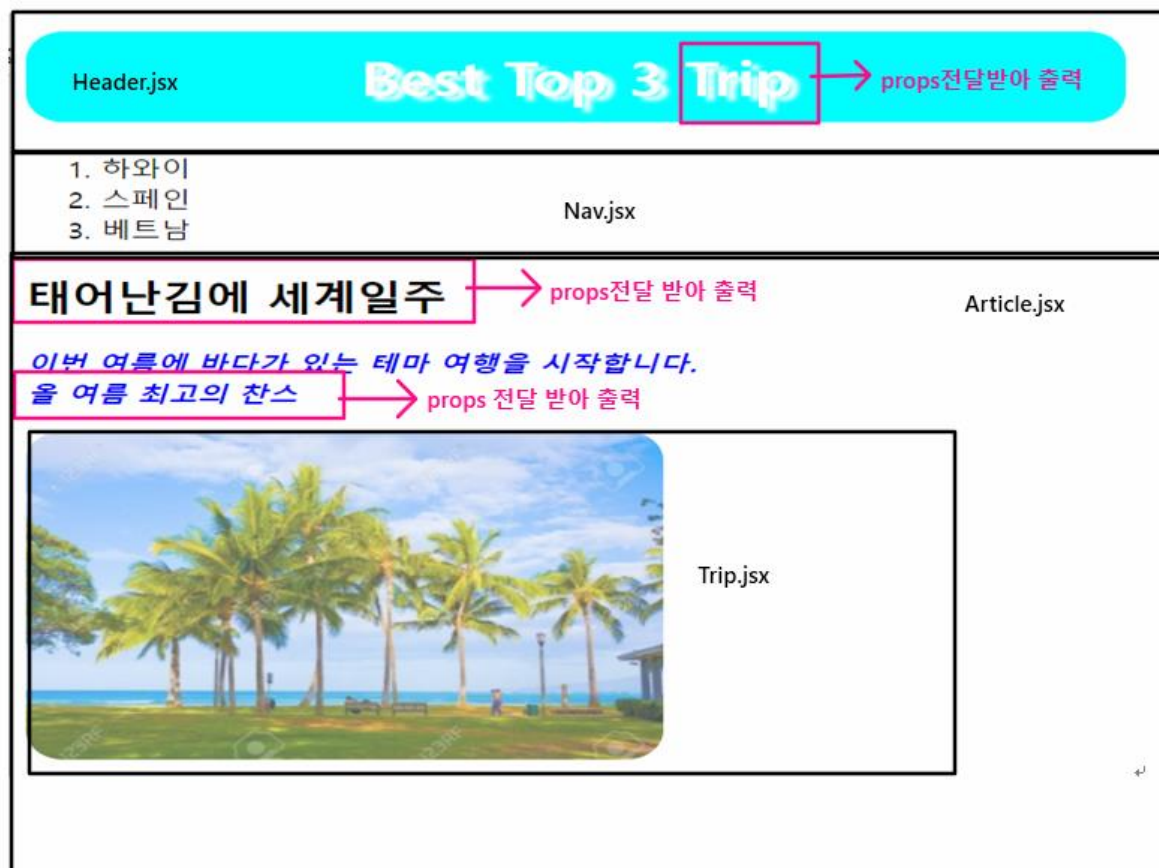 Header.jsx
Best Top 3 Trip
props전달받아 출력
1. 하와이
2. 스페인
3. 베트남
Nav.jsx
태어난김에 세계일주
props전달 받아 출력
Article.jsx
이번 여름에 바다가 있는 테마 여행을 시작합니다.
올 여름 최고의 찬스
props 전달 받아 출력
Trip.jsx
123RF
123RF